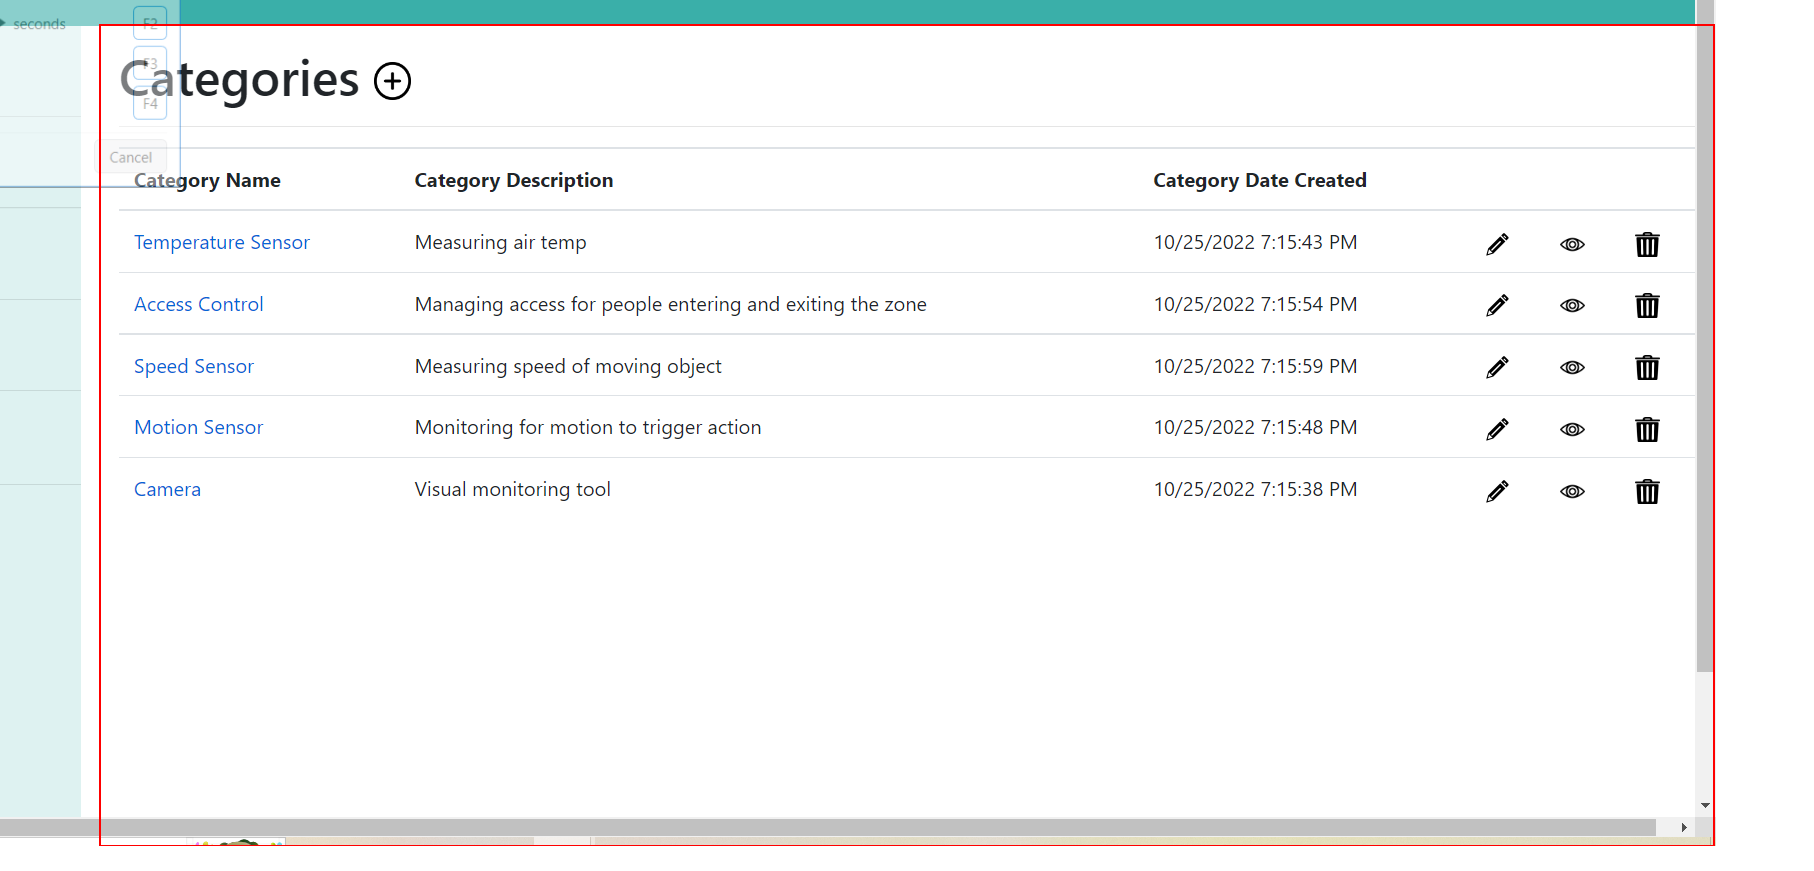 seconds
F2
F3
F4
Cancel
Categories
Category Name Category Description Category Date Created
Temperature Sensor Measuring air temp 10/25/2022 7:15:43 PM
Access Control Managing access for people entering and exiting the zone 10/25/2022 7:15:54 PM
Speed Sensor Measuring speed of moving object 10/25/2022 7:15:59 PM
Motion Sensor Monitoring for motion to trigger action 10/25/2022 7:15:48 PM
Camera Visual monitoring tool 10/25/2022 7:15:38 PM